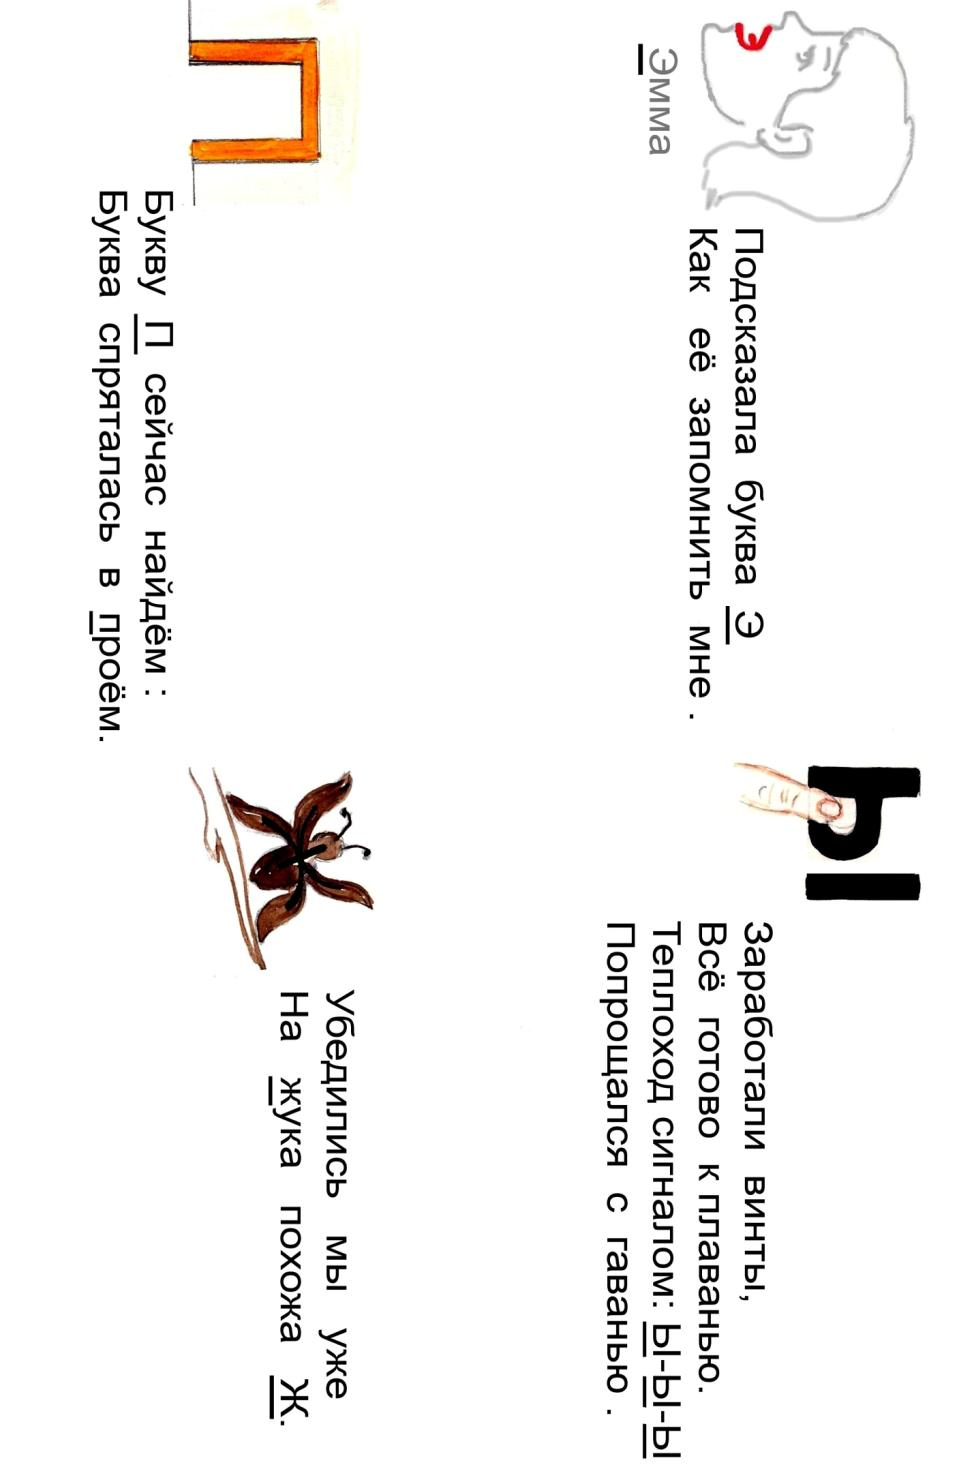 Эмма
Подсказала буква Э
Как её запомнить мне .
Ы
Заработали винты,
Всё готово к плаванью.
Теплоход сигналом: Ы-Ы-Ы
Попрощался с гаванью .
Букву П сейчас найдём :
Буква спряталась в проём.
Убедились мы уже
На жука похожа Ж.